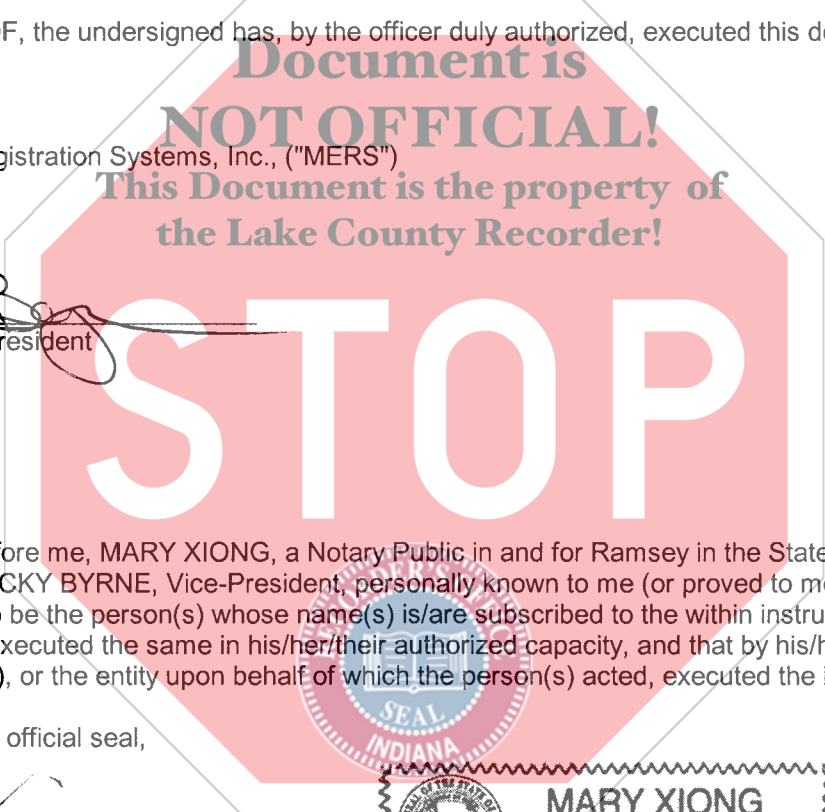 F, the undersigned has, by the officer duly authorized, executed this d
Document is
NOT OFFICIAL!
gistration Systems, Inc., ("MERS")
This Document is the property of
the Lake County Recorder!
resident
STOP
fore me, MARY XIONG, a Notary Public in and for Ramsey in the State
CKY BYRNE, Vice-President, personally known to me (or proved to me
be the person(s) whose name(s) is/are subscribed to the within instru
xecuted the same in his/her/their authorized capacity, and that by his/h
), or the entity upon behalf of which the person(s) acted, executed the
SEAL
INDIANA
official seal,
MARY XIONG